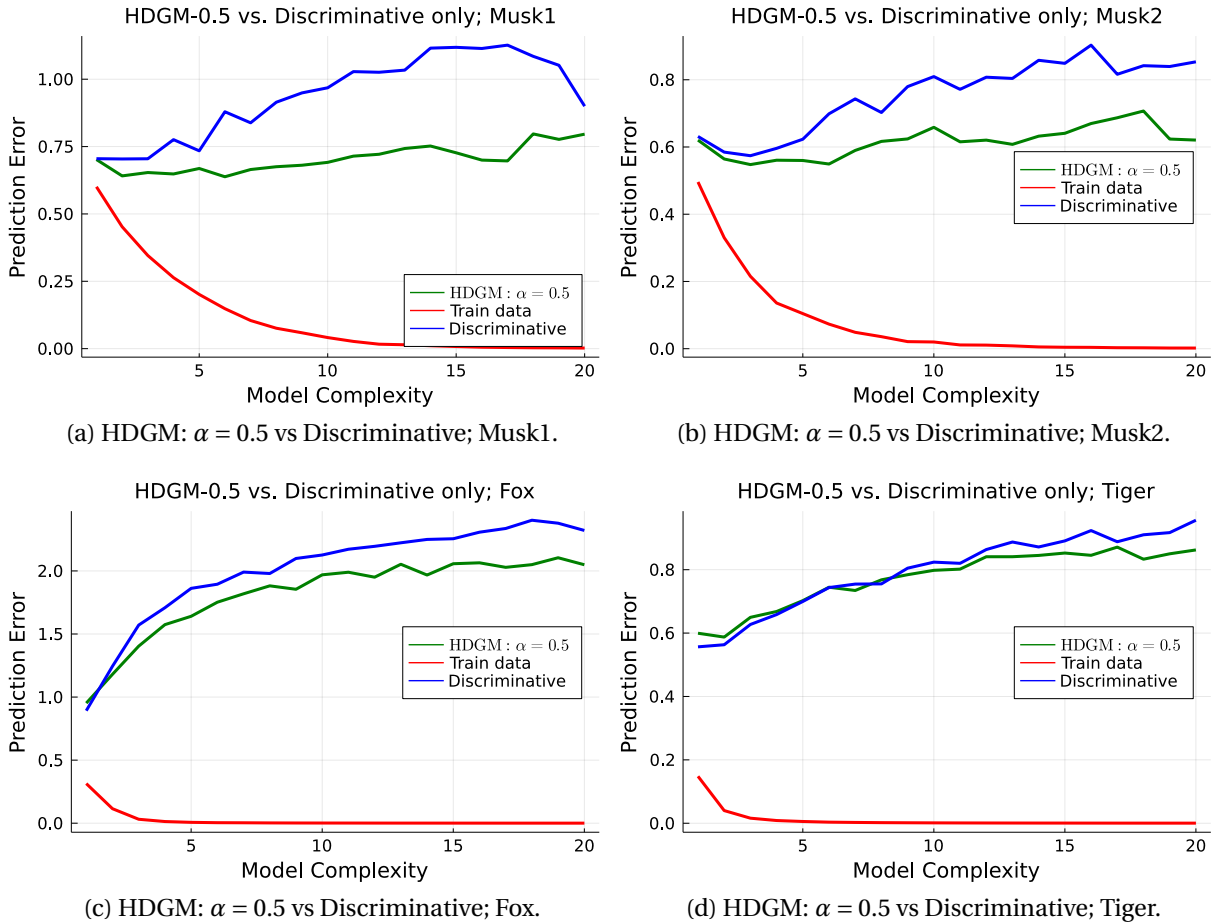 HDGM-0.5 vs. Discriminative only; Musk1
Prediction Error
1.00
0.75
0.50
0.25
0.00
HDGM : α = 0.5
Train data
Discriminative
5
10
15
20
Model Complexity
(a) HDGM: α = 0.5 vs Discriminative; Musk1.
HDGM-0.5 vs. Discriminative only; Musk2
Prediction Error
0.8
0.6
0.4
0.2
0.0
HDGM : α = 0.5
Train data
Discriminative
5
10
15
20
Model Complexity
(b) HDGM: α = 0.5 vs Discriminative; Musk2.
HDGM-0.5 vs. Discriminative only; Fox
Prediction Error
2.0
1.5
1.0
0.5
0.0
HDGM : α = 0.5
Train data
Discriminative
5
10
15
20
Model Complexity
(c) HDGM: α = 0.5 vs Discriminative; Fox.
HDGM-0.5 vs. Discriminative only; Tiger
Prediction Error
0.8
0.6
0.4
0.2
0.0
HDGM : α = 0.5
Train data
Discriminative
5
10
15
20
Model Complexity
(d) HDGM: α = 0.5 vs Discriminative; Tiger.